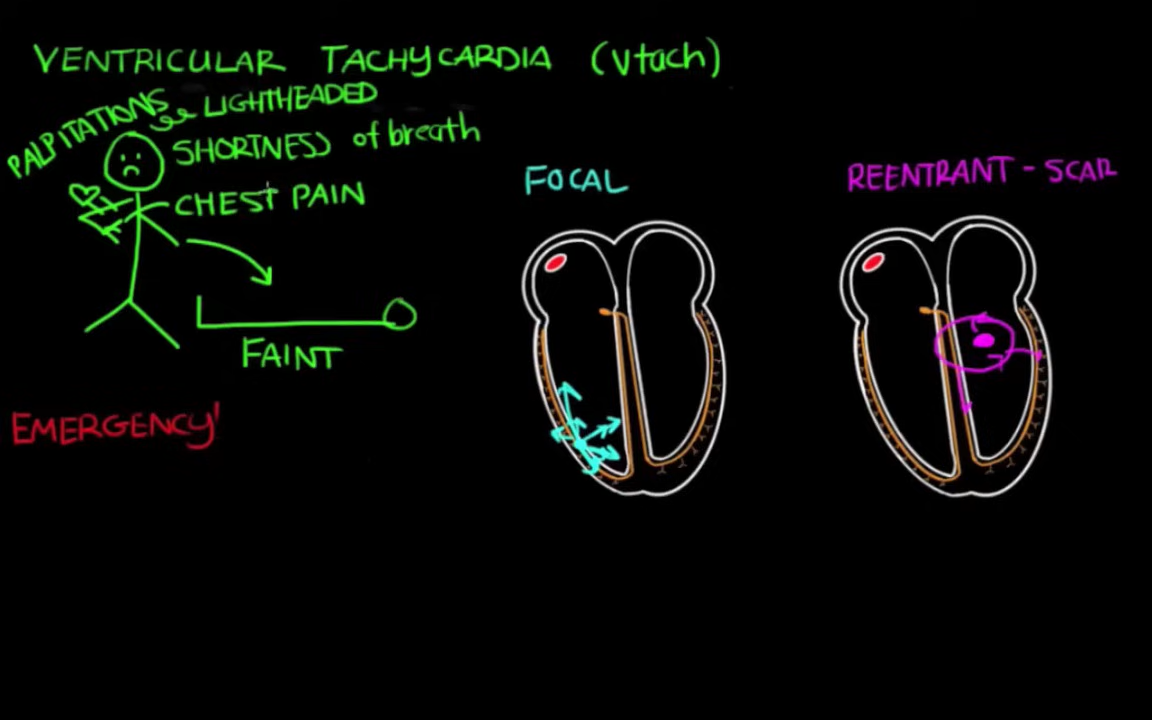 VENTRICULAR TACHYCARDIA (Vtach)
PALPITATIONS
LIGHTHEADED
SHORTNESS of breath
CHEST PAIN
FAINT
EMERGENCY!
FOCAL
REENTRANT - SCAR